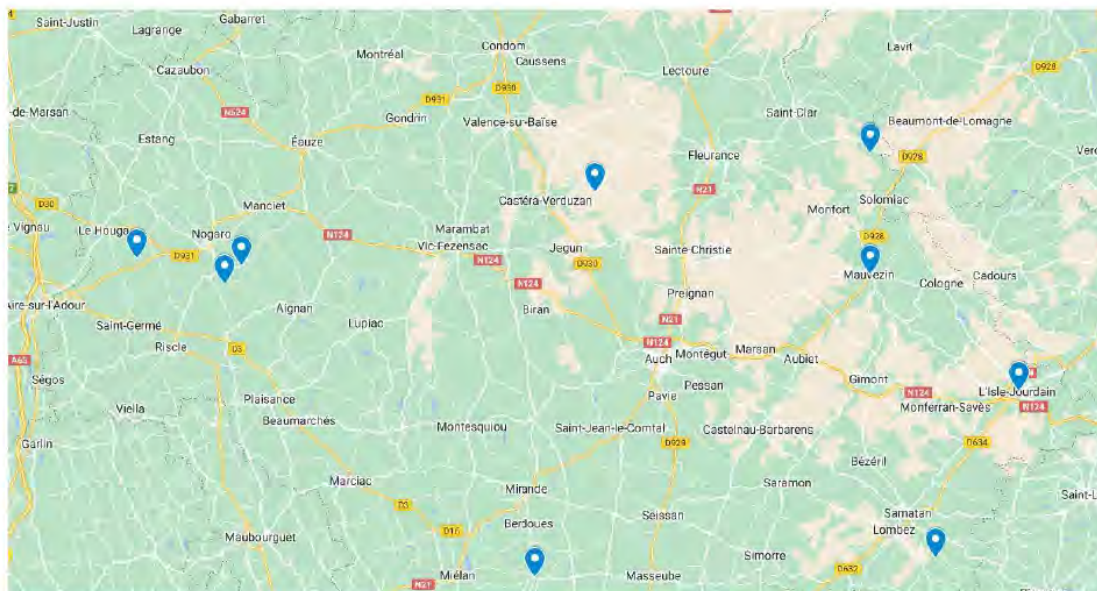 Saint-Justin
Gabarret
Lagrange
Montréal
Condom
Caussens
Lavit
Cazaubon
Lectoure
D928
D930
D931
N524
Gondrin
Valence-sur-Baïse
Saint-Clar
Beaumont-de-Lomagne
-de-Marsan
Estang
Éauze
Fleurance
D928
N21
Castéra-Verduzan
Solomiac
D30
Manciet
Monfort
Le Houga
Nogaro
N124
Marambat
Vic-Fezensac
N124
Jegun
Sainte-Christie
D928
e Vignau
D931
D930
Mauvezin
Cadours
Cologne
N124
Preignan
Aire-sur-l'Adour
Aignan
Biran
Lupiac
N21
Saint-Germé
N124
Riscle
D3
Auch
Montégut
Marsan
Aubiet
A65
Ségos
Pessan
Gimont
L'Isle-Jourdain
Plaisance
Pavie
N124
Monferran-Savès
N124
Viella
Beaumarchés
Montesquiou
Saint-Jean-le-Comtal
Castelnau-Barbarens
D929
D634
Garlin
Bézéril
Marciac
Mirande
Saramon
D3
Seissan
Samatan
Maubourguet
D16
Berdoues
Lombez
Simorre
Miélan
D632
Masseube
N21